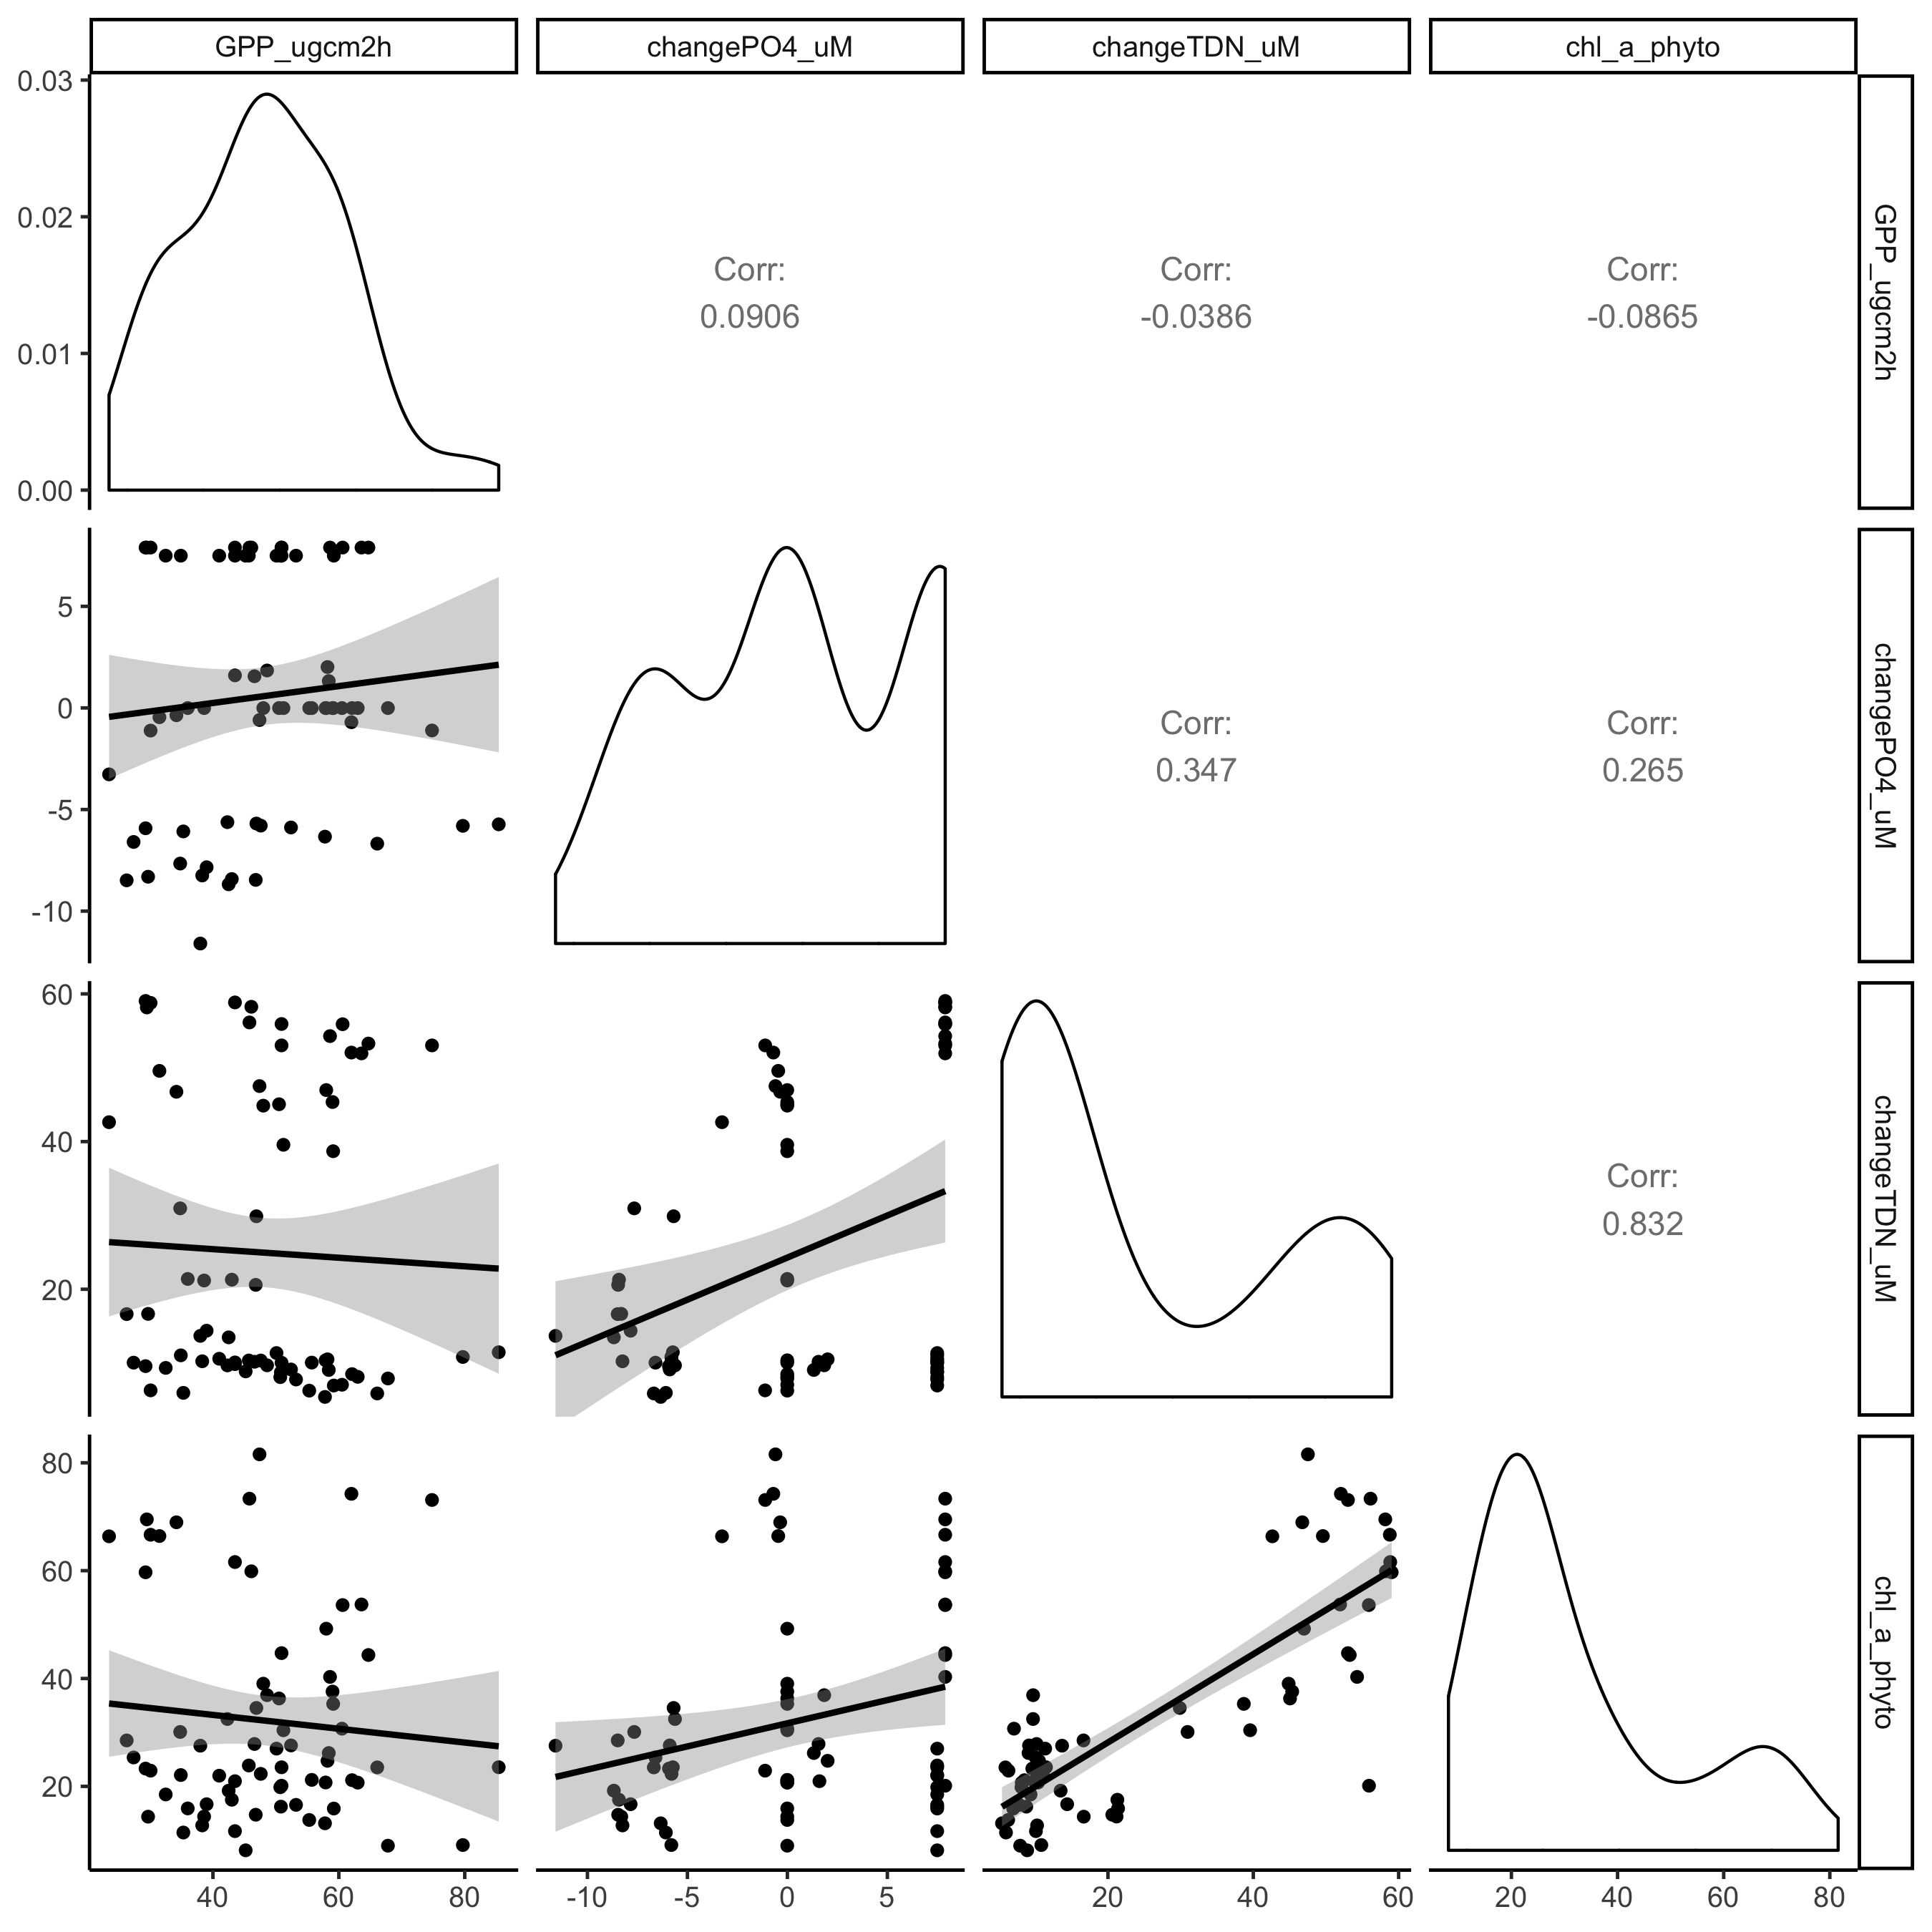 GPP_ugcm2h changePO4_uM changeTDN_uM chl_a_phyto
0.03
0.02
0.01
0.00
Corr:
0.0906
Corr:
-0.0386
Corr:
-0.0865
GPP_ugcm2h
5
0
-5
-10
Corr:
0.347
Corr:
0.265
changePO4_uM
60
40
20
Corr:
0.832
changeTDN_uM
80
60
40
20
chl_a_phyto
40 60 80 -10 -5 0 5 20 40 60 20 40 60 80